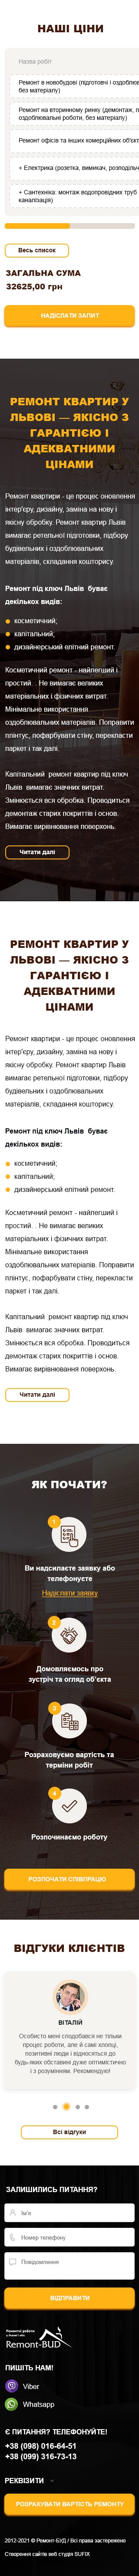 НАШІ ЦІНИ
Назва робіт
Ремонт в новобудові (підготовчі і оздоблюв
без матеріалу)
Ремонт на вторинному ринку (демонтаж, п
оздоблювальні роботи, без матеріалу)
Ремонт офісів та інших комерційних об'єкт
+ Електрика (розетка, вимикач, розподільч
+ Сантехніка: монтаж водопровідних труб
каналізація)
Весь список
ЗАГАЛЬНА СУМА
32625,00 грн
НАДІСЛАТИ ЗАПИТ
РЕМОНТ КВАРТИР У
ЛЬВОВІ — ЯКІСНО З
ГАРАНТІЄЮ І
АДЕКВАТНИМИ
ЦІНАМИ
Ремонт квартири - це процес оновлення
інтер'єру, дизайну, заміна на нову і
якісну обробку. Ремонт квартир Львів
вимагає ретельної підготовки, підбору
будівельних і оздоблювальних
матеріалів, складання кошторису.
Ремонт під ключ Львів буває
декількох видів:
косметичний;
капітальний;
дизайнерський елітний ремонт.
Косметичний ремонт - найлегший і
простий. . Не вимагає великих
матеріальних і фізичних витрат.
Мінімальне використання
оздоблювальних матеріалів. Поправити
плінтус, пофарбувати стіну, перекласти
паркет і так далі.
Капітальний ремонт квартир під ключ
Львів вимагає значних витрат.
Змінюється вся обробка. Проводиться
демонтаж старих покриттів і основ.
Вимагає вирівнювання поверхонь.
Читати далі
РЕМОНТ КВАРТИР У
ЛЬВОВІ — ЯКІСНО З
ГАРАНТІЄЮ І
АДЕКВАТНИМИ
ЦІНАМИ
Ремонт квартири - це процес оновлення
інтер'єру, дизайну, заміна на нову і
якісну обробку. Ремонт квартир Львів
вимагає ретельної підготовки, підбору
будівельних і оздоблювальних
матеріалів, складання кошторису.
Ремонт під ключ Львів буває
декількох видів:
косметичний;
капітальний;
дизайнерський елітний ремонт.
Косметичний ремонт - найлегший і
простий. . Не вимагає великих
матеріальних і фізичних витрат.
Мінімальне використання
оздоблювальних матеріалів. Поправити
плінтус, пофарбувати стіну, перекласти
паркет і так далі.
Капітальний ремонт квартир під ключ
Львів вимагає значних витрат.
Змінюється вся обробка. Проводиться
демонтаж старих покриттів і основ.
Вимагає вирівнювання поверхонь.
Читати далі
ЯК ПОЧАТИ?
1
Ви надсилаєте заявку або
телефонуєте
Надіслати заявку
2
Домовляємось про
зустріч та огляд об'єкта
3
Розраховуємо вартість та
терміни робіт
4
Розпочинаємо роботу
РОЗПОЧАТИ СПІВПРАЦЮ
ВІДГУКИ КЛІЄНТІВ
ВІТАЛІЙ
Особисто мені сподобався не тільки
процес роботи, але й самі хлопці,
позитивні люди і відносяться до
будь-яких обставин дуже оптимістично
і з розумінням. Рекомендую!
Всі відгуки
ЗАЛИШИЛИСЬ ПИТАННЯ?
Ім'я
Номер телефону
Повідомлення
ВІДПРАВИТИ
Remont-BUD
ПИШІТЬ НАМ!
Viber
Whatsapp
Є ПИТАННЯ? ТЕЛЕФОНУЙТЕ!
+38 (098) 016-64-51
+38 (099) 316-73-13
РЕКВІЗИТИ
РОЗРАХУВАТИ ВАРТІСТЬ РЕМОНТУ
2012-2021 © Ремонт-БУД / Всі права застережено
Створення сайтів веб студія SUFIX